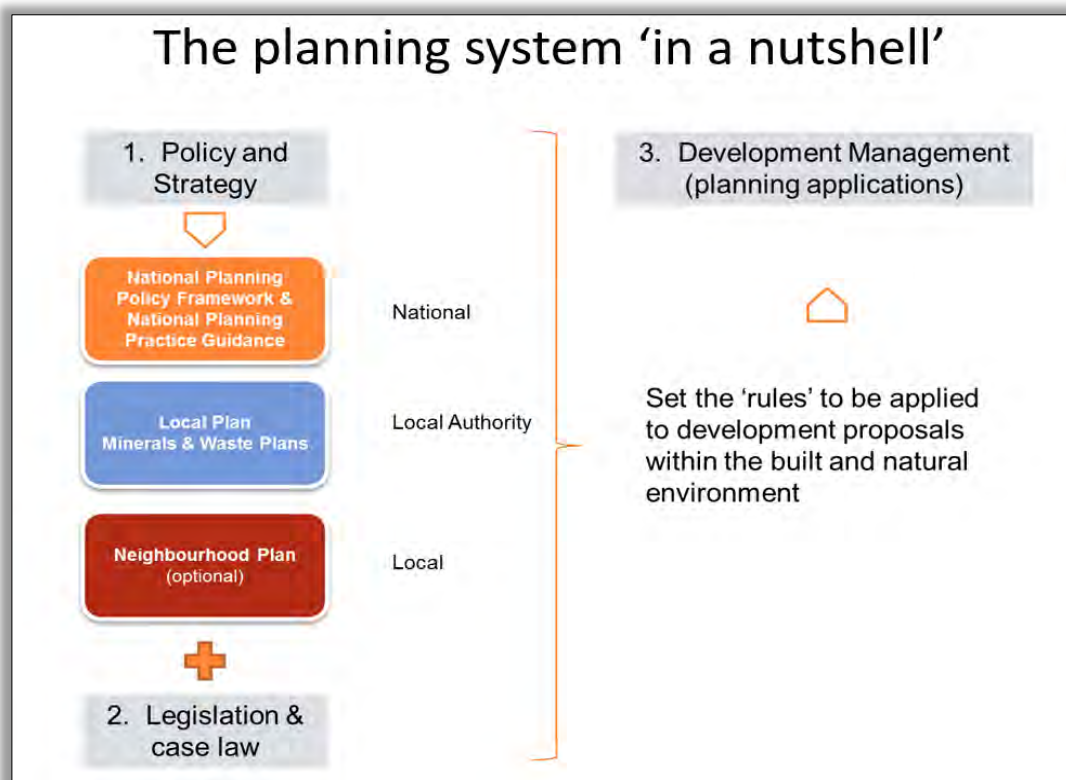 The planning system ‘in a nutshell’
1. Policy and
Strategy
National Planning
Policy Framework &
National Planning
Practice Guidance
National
Local Plan
Minerals & Waste Plans
Local Authority
Neighbourhood Plan
(optional)
Local
2. Legislation &
case law
3. Development Management
(planning applications)
Set the ‘rules’ to be applied
to development proposals
within the built and natural
environment